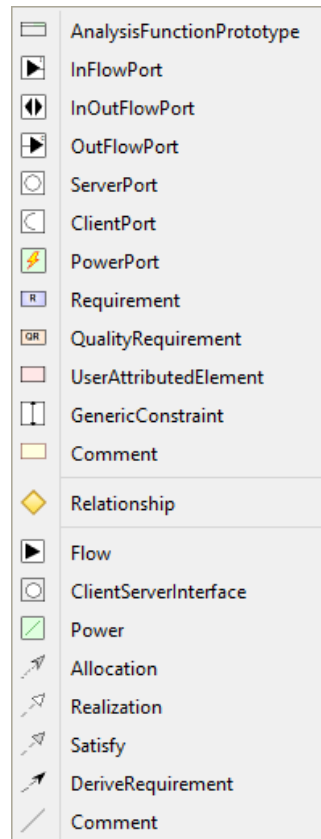 AnalysisFunctionPrototype
InFlowPort
InOutFlowPort
OutFlowPort
ServerPort
ClientPort
PowerPort
R Requirement
QR QualityRequirement
UserAttributedElement
GenericConstraint
Comment
Relationship
Flow
ClientServerInterface
Power
Allocation
Realization
Satisfy
DeriveRequirement
Comment